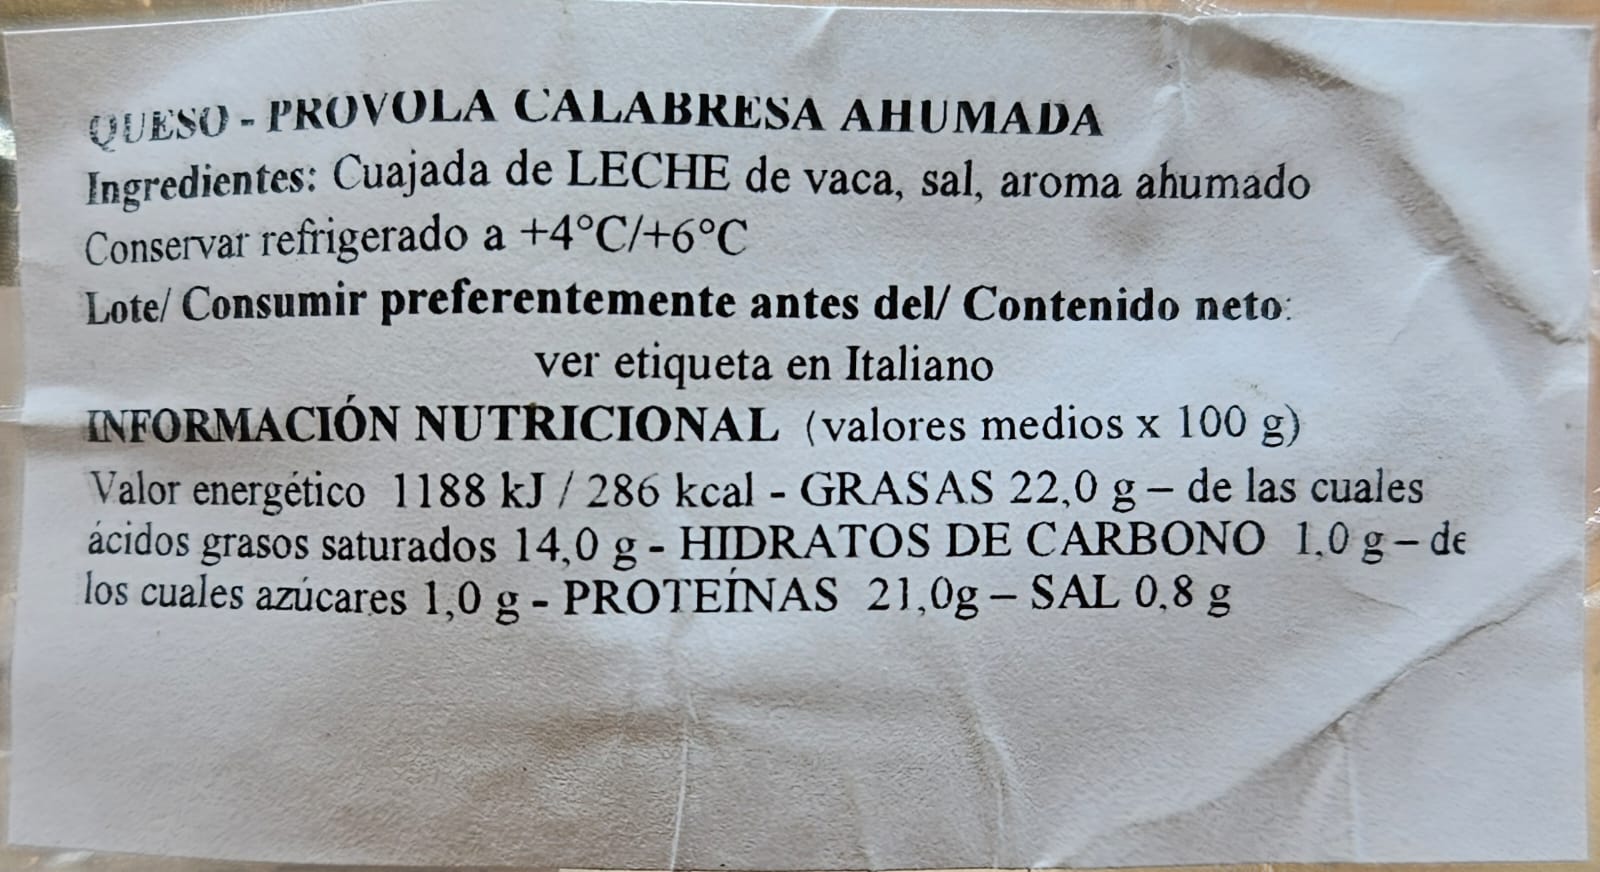 QUESO - PROVOLA CALABRESA AHUMADA
Ingredientes: Cuajada de LECHE de vaca, sal, aroma ahumado
Conservar refrigerado a +4°C/+6°C
Lote/ Consumir preferentemente antes del/ Contenido neto:
ver etiqueta en Italiano
INFORMACIÓN NUTRICIONAL (valores medios x 100 g)
Valor energético 1188 kJ / 286 kcal - GRASAS 22,0 g – de las cuales
ácidos grasos saturados 14,0 g - HIDRATOS DE CARBONO 1,0 g – de
los cuales azúcares 1,0 g - PROTEÍNAS 21,0g – SAL 0,8 g